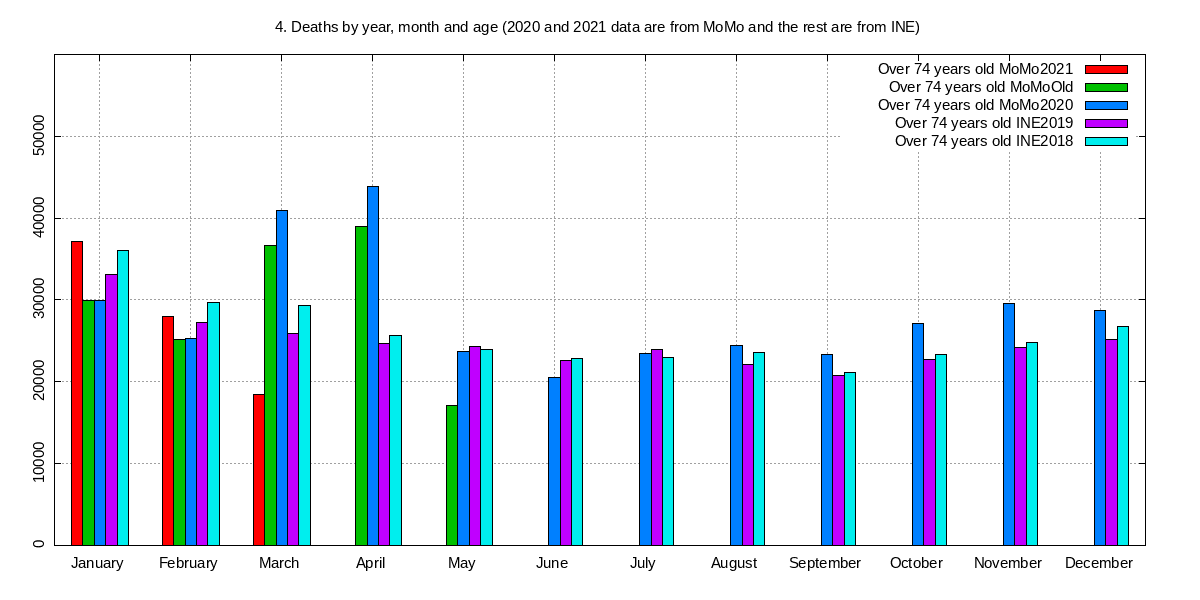 4. Deaths by year, month and age (2020 and 2021 data are from MoMo and the rest are from INE)
Over 74 years old MoMo2021
Over 74 years old MoMoOld
Over 74 years old MoMo2020
Over 74 years old INE2019
Over 74 years old INE2018
50000
40000
30000
20000
10000
0
January February March April May June July August September October November December